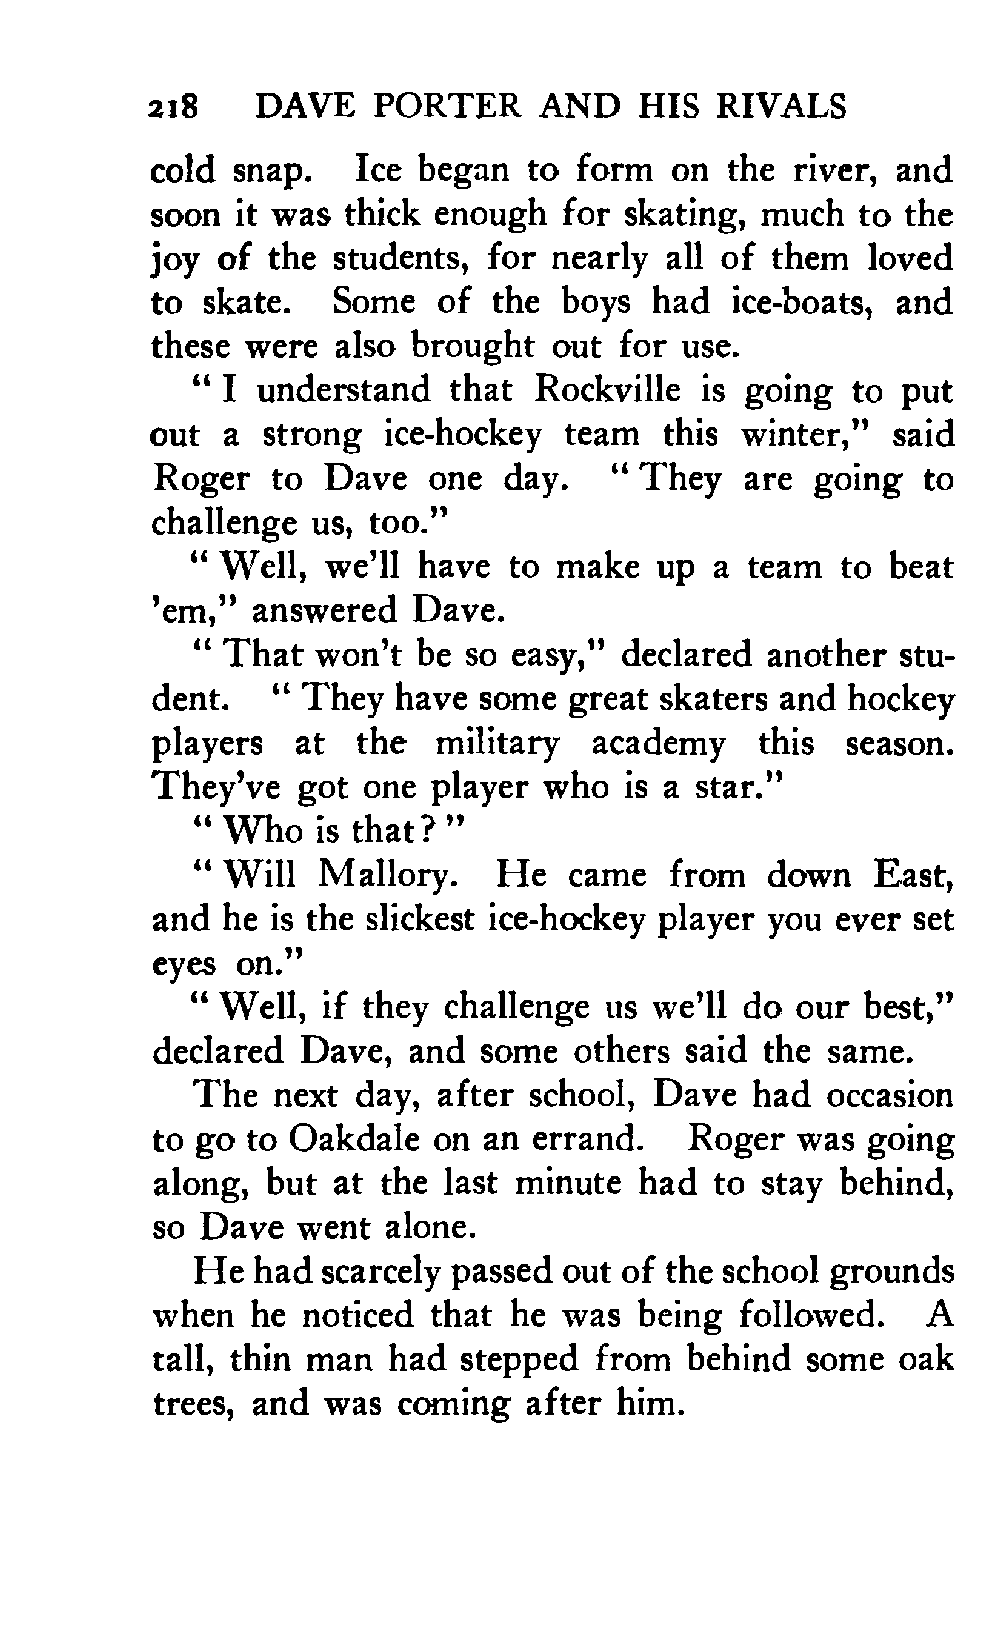 218 DAVE PORTER AND HIS RIVALS
cold snap. Ice began to form on the river, and
soon it was thick enough for skating, much to the
joy of the students, for nearly all of them loved
to skate. Some of the boys had ice-boats, and
these were also brought out for use.
" I understand that Rockville is going to put
out a strong ice-hockey team this winter," said
Roger to Dave one day. " They are going to
challenge us, too."
" Well, we'll have to make up a team to beat
'em," answered Dave.
" That won't be so easy," declared another stu-
dent. " They have some great skaters and hockey
players at the military academy this season.
They've got one player who is a star."
" Who is that? "
" Will Mallory. He came from down East,
and he is the slickest ice-hockey player you ever set
eyes on."
" Well, if they challenge us we'll do our best,"
declared Dave, and some others said the same.
The next day, after school, Dave had occasion
to go to Oakdale on an errand. Roger was going
along, but at the last minute had to stay behind,
so Dave went alone.
He had scarcely passed out of the school grounds
when he noticed that he was being followed. A
tall, thin man had stepped from behind some oak
trees, and was coming after him.